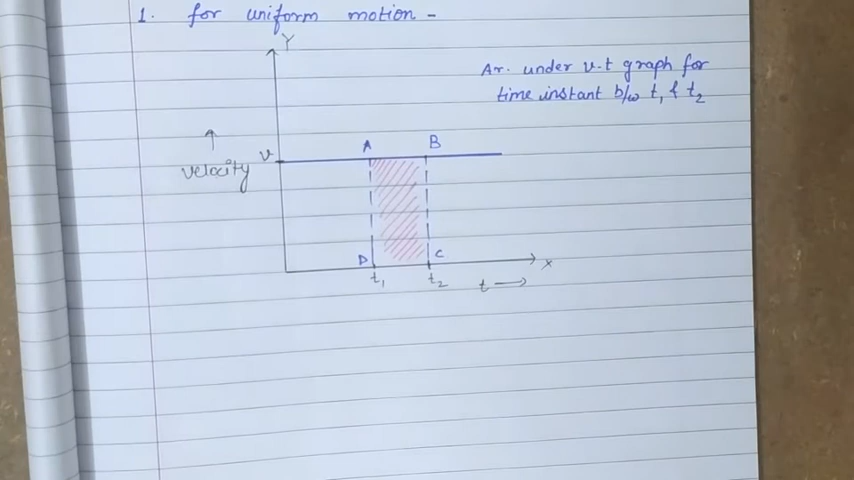 1. for uniform motion -
Y
Ar. under v-t graph for
time instant b/w t₁ & t₂
A B
v
velocity
D C
x
t₁ t₂ t